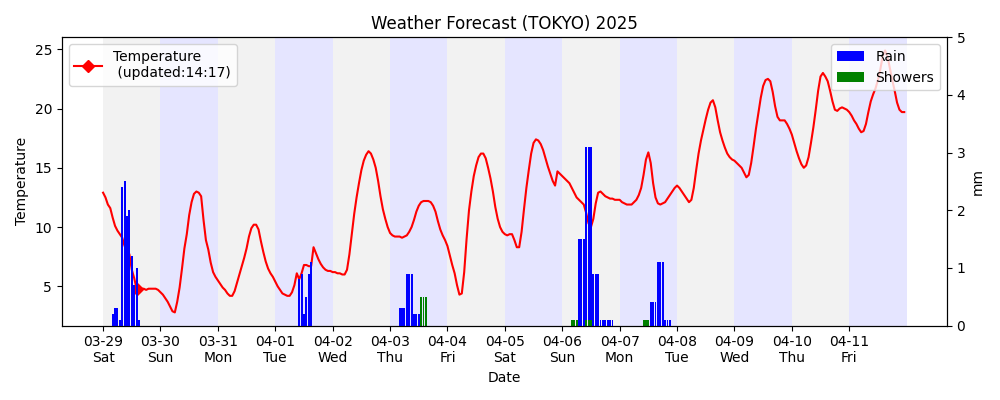 Weather Forecast (TOKYO) 2025
Temperature
(updated:14:17)
Rain
Showers
25
20
15
10
5
Temperature
5
4
3
2
1
0
mm
03-29 03-30 03-31 04-01 04-02 04-03 04-04 04-05 04-06 04-07 04-08 04-09 04-10 04-11
Sat Sun Mon Tue Wed Thu Fri Sat Sun Mon Tue Wed Thu Fri
Date